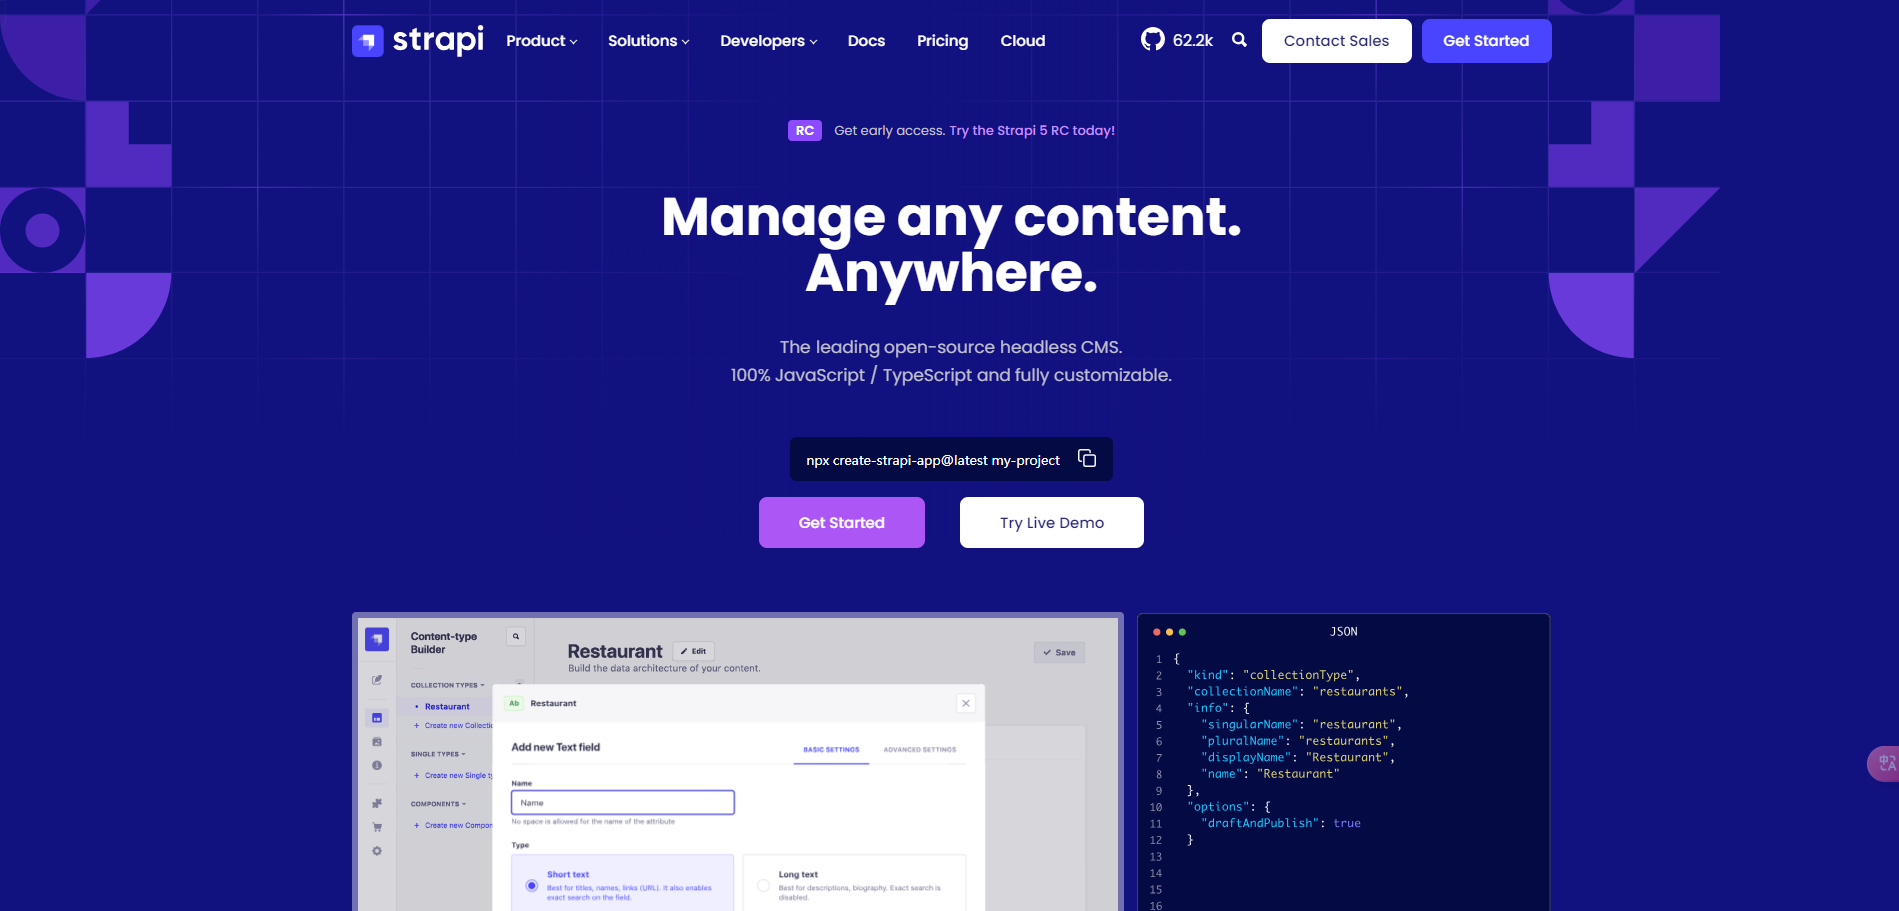 strapi
Product
Solutions
Developers
Docs
Pricing
Cloud
62.2k
Contact Sales
Get Started
RC Get early access. Try the Strapi 5 RC today!
Manage any content.
Anywhere.
The leading open-source headless CMS.
100% JavaScript / TypeScript and fully customizable.
npx create-strapi-app@latest my-project
Get Started
Try Live Demo
Content-type
Builder
COLLECTION TYPES
Restaurant
+ Create new Collectio
SINGLE TYPES
+ Create new Single ty
COMPONENTS
+ Create new Compor
Restaurant
Edit
Build the data architecture of your content.
Save
Ab Restaurant
Add new Text field
BASIC SETTINGS
ADVANCED SETTINGS
Name
Name
No space is allowed for the name of the attribute
Type
Short text
Best for titles, names, links (URL). It also enables
exact search on the field.
Long text
Best for descriptions, biography. Exact search is
disabled.
JSON
1 {
2 "kind": "collectionType",
3 "collectionName": "restaurants",
4 "info": {
5 "singularName": "restaurant",
6 "pluralName": "restaurants",
7 "displayName": "Restaurant",
8 "name": "Restaurant"
9 },
10 "options": {
11 "draftAndPublish": true
12 }
13
14
15
16
中
A